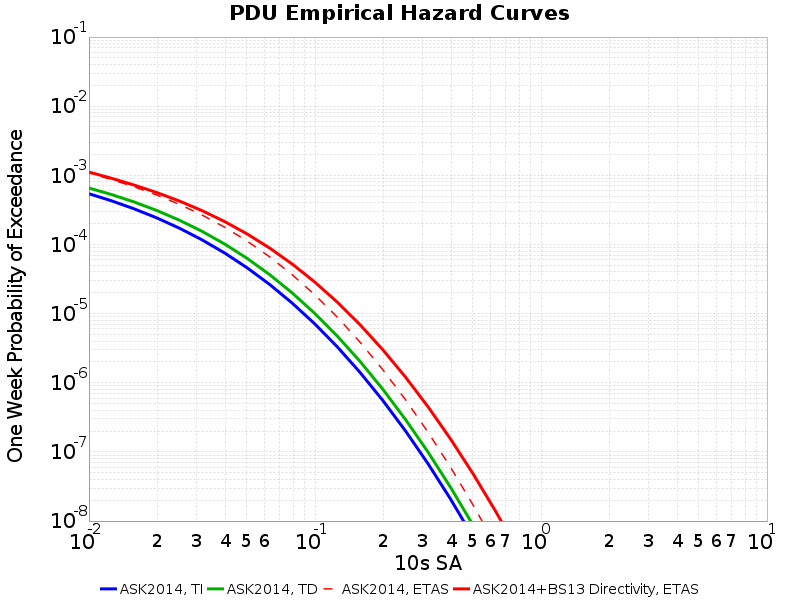 PDU Empirical Hazard Curves
One Week Probability of Exceedance
10-1
10-2
10-3
10-4
10-5
10-6
10-7
10-8
10-2 2 3 4 5 6 10-1 2 3 4 5 6 7 100 2 3 4 5 6 7 101
10s SA
ASK2014, TI ASK2014, TD ASK2014, ETAS ASK2014+BS13 Directivity, ETAS